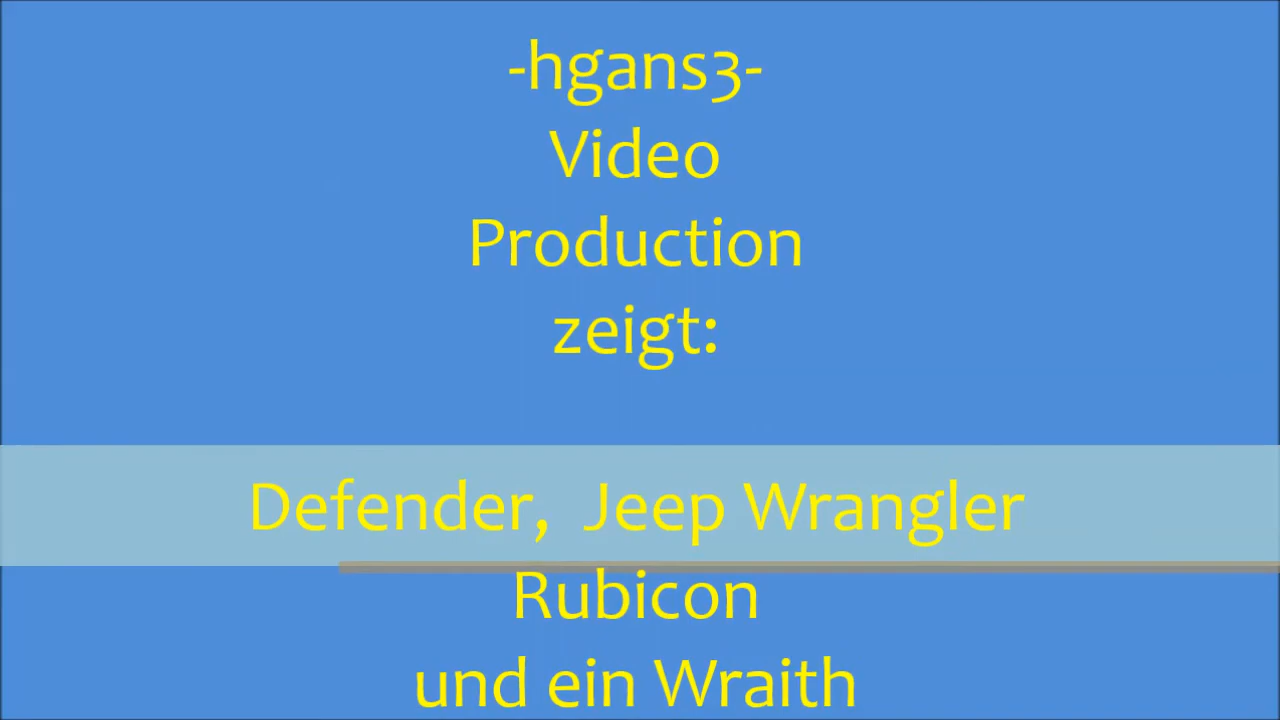 -hgans3-
Video
Production
zeigt:
Defender, Jeep Wrangler
Rubicon
und ein Wraith